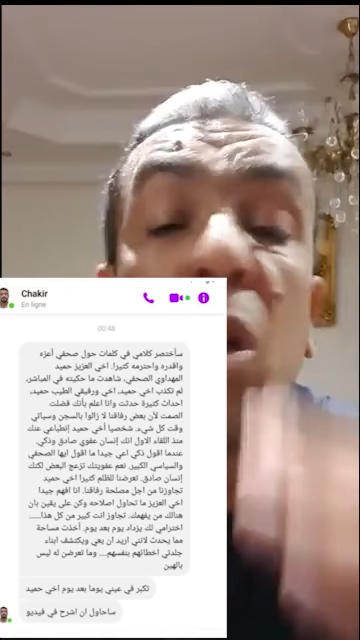 Chakir
En ligne
00:48
سأختصر كلامي في كلمات حول صحفي أعزه
واقدره واحترمه كثيرا. اخي العزيز حميد
المهداوي الصحفي، شاهدت ما حكيته في المباشر،
لم تكذب اخي حميد، اخي ورفيقي الطيب حميد،
احداث كثيرة حدثت وانا اعلم بأنك فضلت
الصمت لأن بعض رفاقنا لا زالوا بالسجن وسيأتي
وقت كل شيء. شخصيا أخي حميد إنطباعي عنك
منذ اللقاء الاول انك إنسان عفوي صادق وذكي.
عندما اقول ذكي اعي جيدا ما اقول ايها الصحفي
والسياسي الكبير. نعم عفويتك تزعج البعض لكنك
إنسان صادق. تعرضنا للظلم كثيرا اخي حميد
تجاوزنا من اجل مصلحة رفاقنا. انا افهم جيدا
اخي العزيز ما تحاول اصلاحه وكن على يقين بان
هنالك من يفهمك. تجاوز انت كبير من كل هذا.....
احترامي لك يزداد يوم بعد يوم. أخذت مساحة
مما يحدث لانني اريد ان يعي ويكتشف ابناء
جلدتي اخطائهم بنفسهم.... وما تعرضن له ليس
بالهين
تكبر في عيني يوما بعد يوم اخي حميد
ساحاول ان اشرح في فيديو